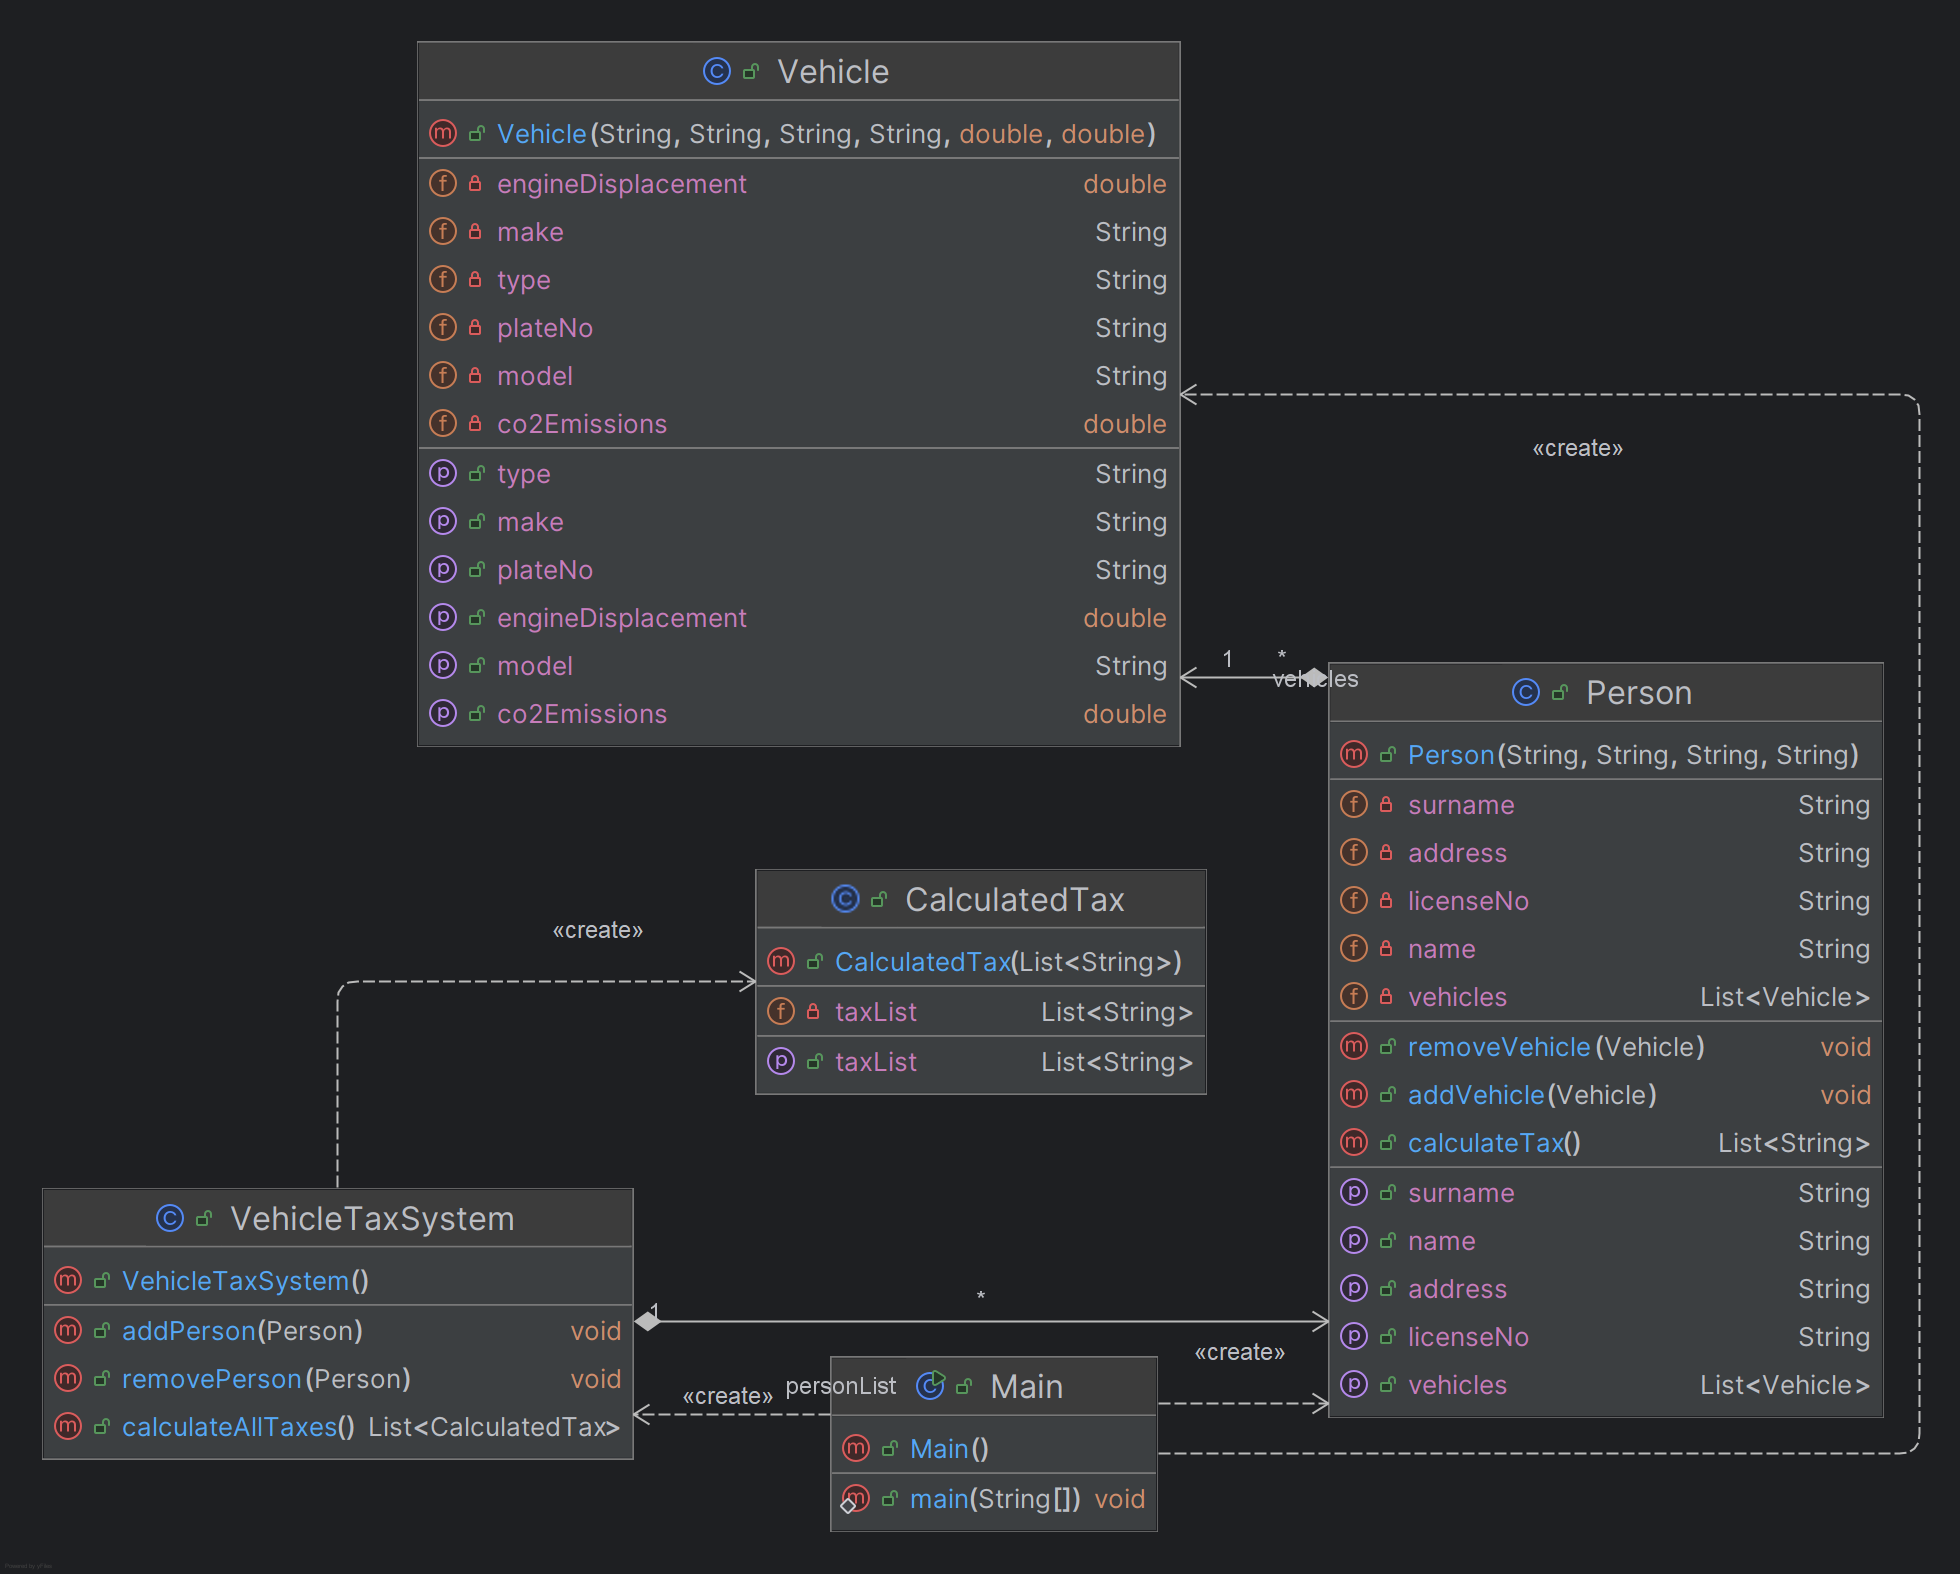 Vehicle
Vehicle(String, String, String, String, double, double)
engineDisplacement double
make String
type String
plateNo String
model String
co2Emissions double
type String
make String
plateNo String
engineDisplacement double
model String
co2Emissions double
«create»
1 *
vehicles
Person
Person(String, String, String, String)
surname String
address String
licenseNo String
name String
vehicles List<Vehicle>
removeVehicle(Vehicle) void
addVehicle(Vehicle) void
calculateTax() List<String>
surname String
name String
address String
licenseNo String
vehicles List<Vehicle>
CalculatedTax
CalculatedTax(List<String>)
taxList List<String>
taxList List<String>
«create»
VehicleTaxSystem
VehicleTaxSystem()
addPerson(Person) void
removePerson(Person) void
calculateAllTaxes() List<CalculatedTax>
1 *
«create»
«create»
personList
Main
Main()
main(String[]) void
Powered by yFiles